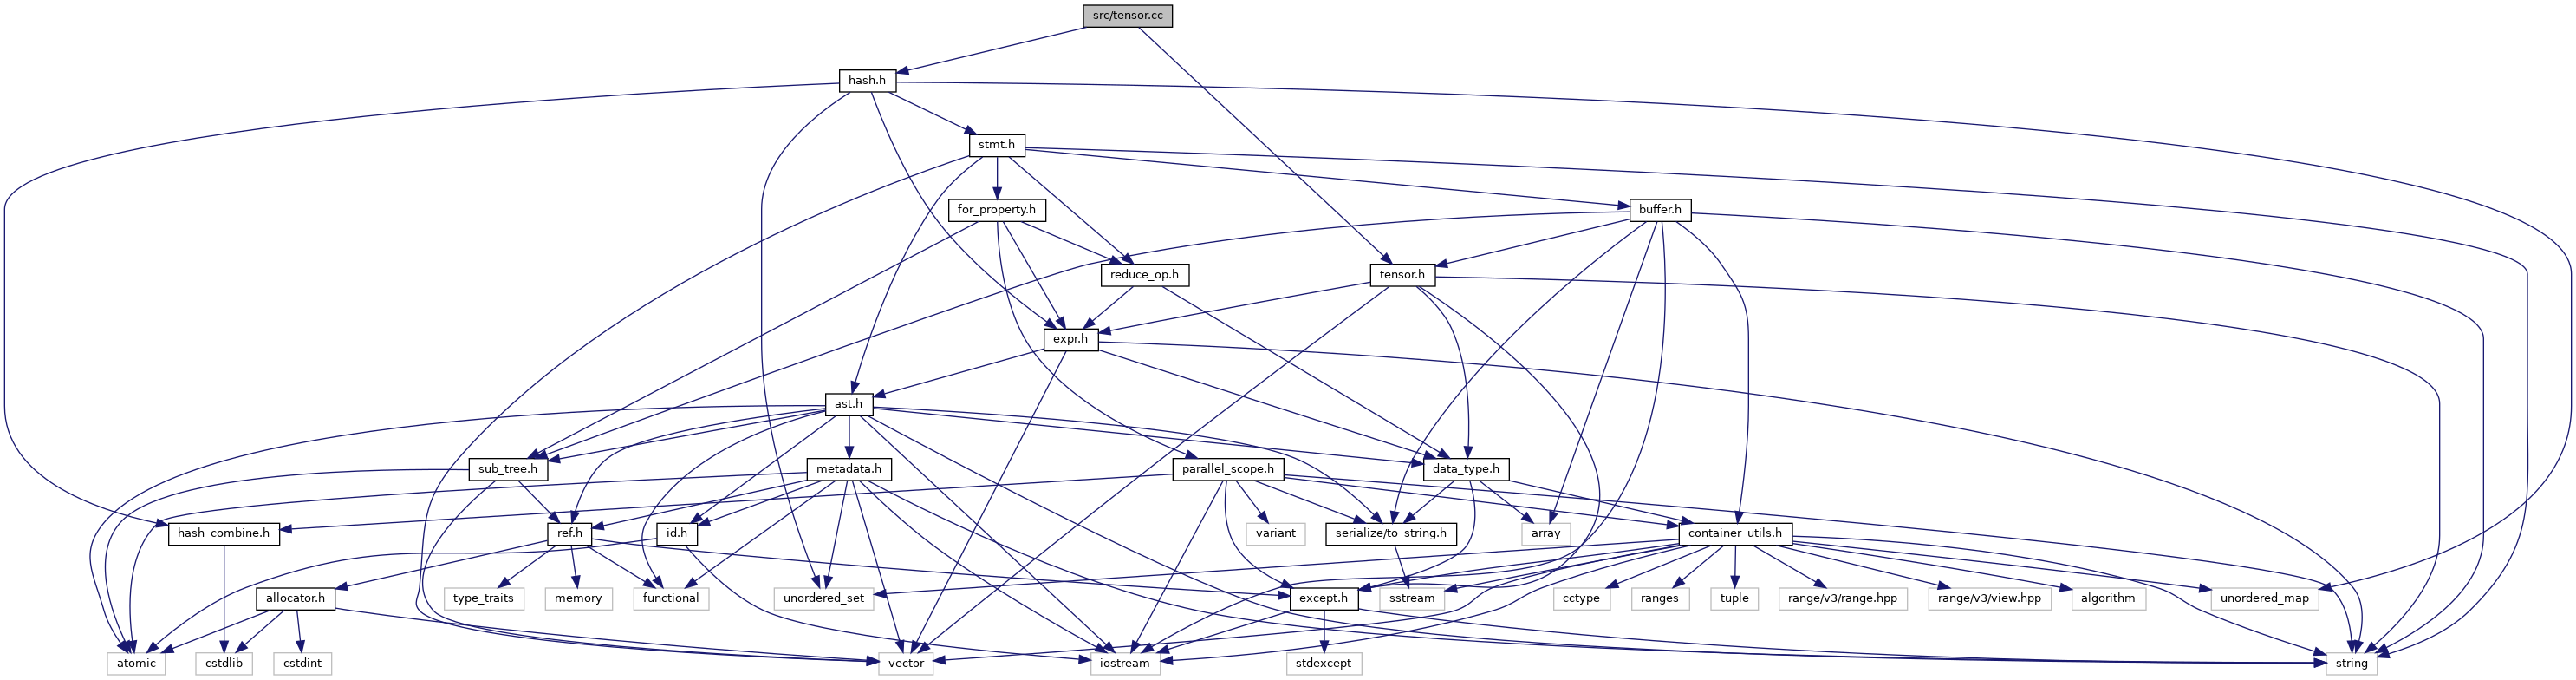 src/tensor.cc
hash.h
stmt.h
for_property.h
buffer.h
reduce_op.h
tensor.h
expr.h
ast.h
sub_tree.h
metadata.h
parallel_scope.h
data_type.h
hash_combine.h
ref.h
id.h
variant
serialize/to_string.h
array
container_utils.h
allocator.h
type_traits
memory
functional
unordered_set
except.h
sstream
cctype
ranges
tuple
range/v3/range.hpp
range/v3/view.hpp
algorithm
unordered_map
atomic
cstdlib
cstdint
vector
iostream
stdexcept
string